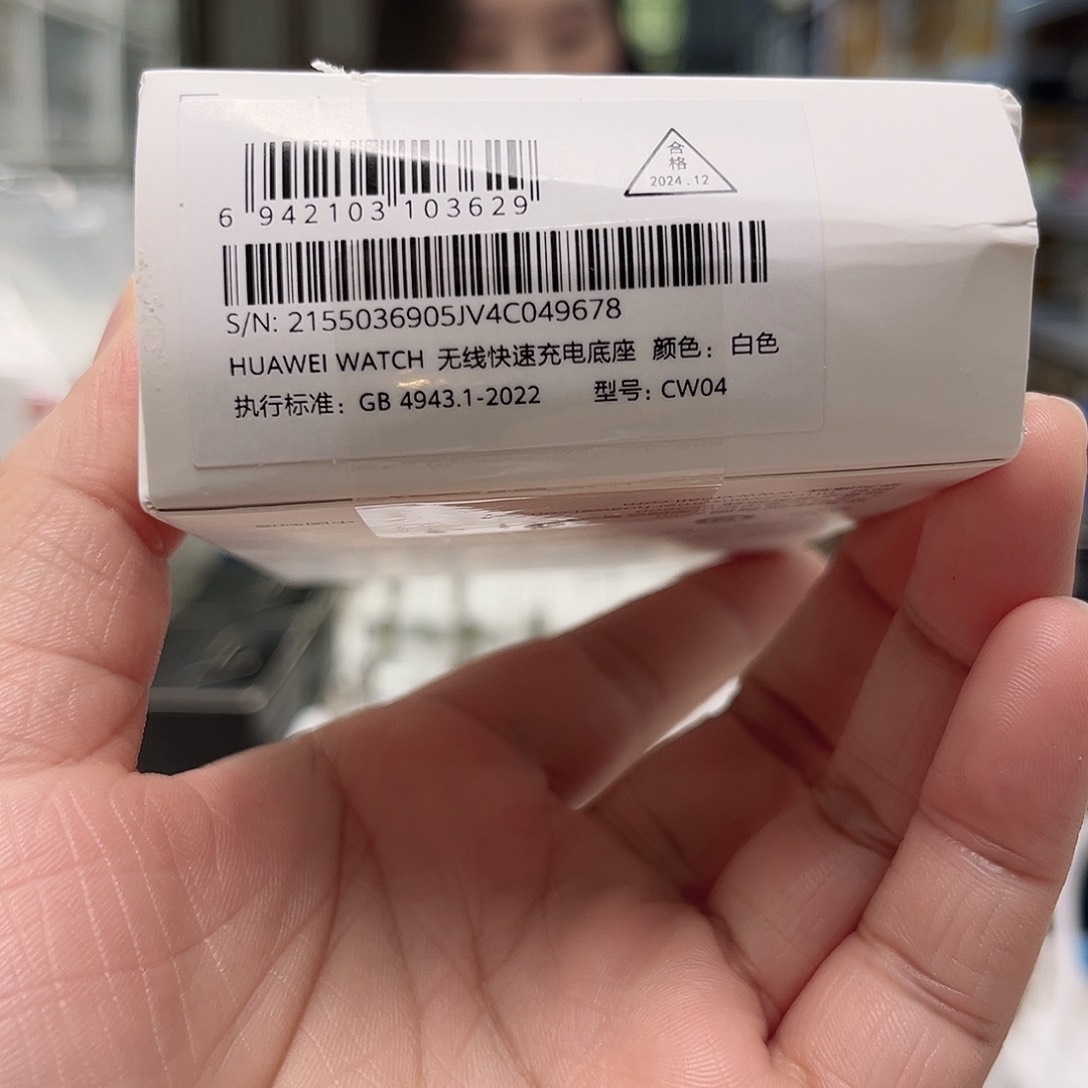 合
格
2024.12
6 942103 103629
S/N: 2155036905JV4C049678
HUAWEI WATCH 无线快速充电底座 颜色：白色
执行标准：GB 4943.1-2022 型号：CW04